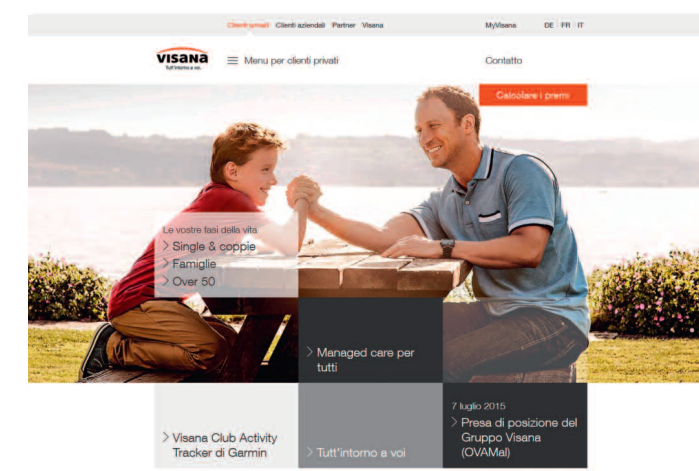 Clienti privati Clienti aziendali Partner Visana MyVisana DE FR IT
visana
Tutt'intorno a voi.
Menu per clienti privati
Contatto
Calcolare i premi
Le vostre fasi della vita
Single & coppie
Famiglie
Over 50
Managed care per
tutti
Visana Club Activity
Tracker di Garmin
Tutt'intorno a voi
7 luglio 2015
Presa di posizione del
Gruppo Visana
(OVAMal)